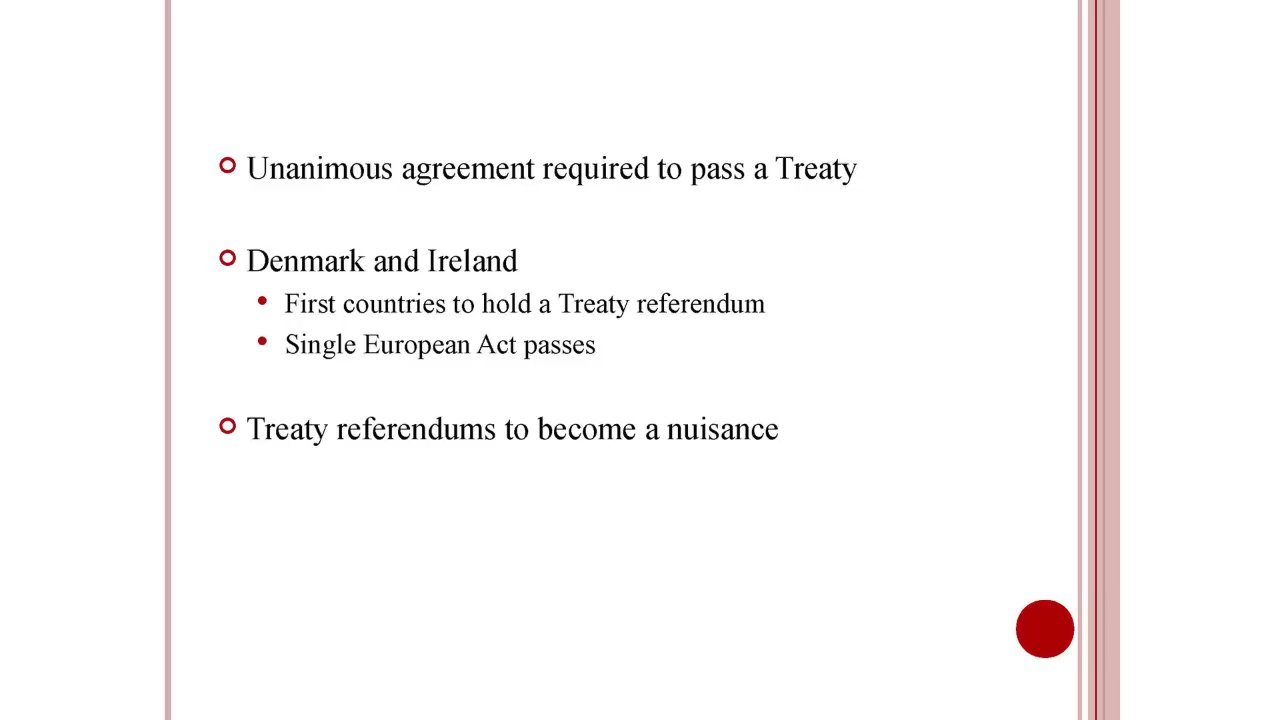 Unanimous agreement required to pass a Treaty
Denmark and Ireland
First countries to hold a Treaty referendum
Single European Act passes
Treaty referendums to become a nuisance